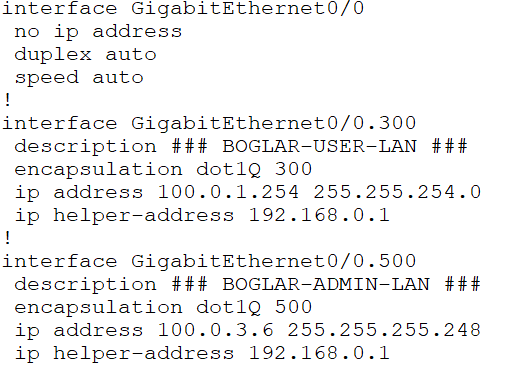 interface GigabitEthernet0/0
 no ip address
 duplex auto
 speed auto
!
interface GigabitEthernet0/0.300
 description ### BOGLAR-USER-LAN ###
 encapsulation dot1Q 300
 ip address 100.0.1.254 255.255.254.0
 ip helper-address 192.168.0.1
!
interface GigabitEthernet0/0.500
 description ### BOGLAR-ADMIN-LAN ###
 encapsulation dot1Q 500
 ip address 100.0.3.6 255.255.255.248
 ip helper-address 192.168.0.1